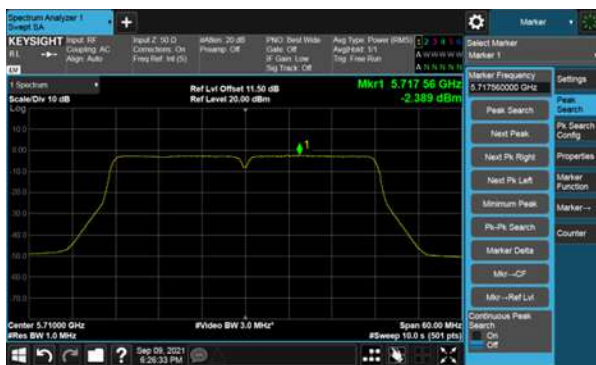 Spectrum Analyzer 1
Swept SA
Marker
KEYSIGHT
Input: RF
Coupling: AC
Align: Auto
Input Z: 50 Ω
Corrections: On
Freq Ref: Int (S)
#Atten: 20 dB
Preamp: Off
PNO: Best Wide
Gate: Off
IF Gain: Low
Sig Track: Off
Avg Type: Power (RMS)
Avg|Hold: 1/1
Trig: Free Run
1 2 3 4 5 6
A W W W W W
A N N N N N
Select Marker
Marker 1
1 Spectrum
Scale/Div 10 dB
Log
Ref Lvl Offset 11.50 dB
Ref Level 20.00 dBm
Mkr1 5.717 56 GHz
-2.389 dBm
10.0
0.00
-10.0
-20.0
-30.0
-40.0
-50.0
-60.0
-70.0
1
Center 5.71000 GHz
#Res BW 1.0 MHz
#Video BW 3.0 MHz*
Span 60.00 MHz
#Sweep 10.0 s (501 pts)
Marker Frequency
5.717560000 GHz
Peak Search
Next Peak
Next Pk Right
Next Pk Left
Minimum Peak
Pk-Pk Search
Marker Delta
Mkr→CF
Mkr→Ref Lvl
Continuous Peak
Search
On
Off
Settings
Peak
Search
Pk Search
Config
Properties
Marker
Function
Marker→
Counter
Sep 09, 2021
6:26:33 PM